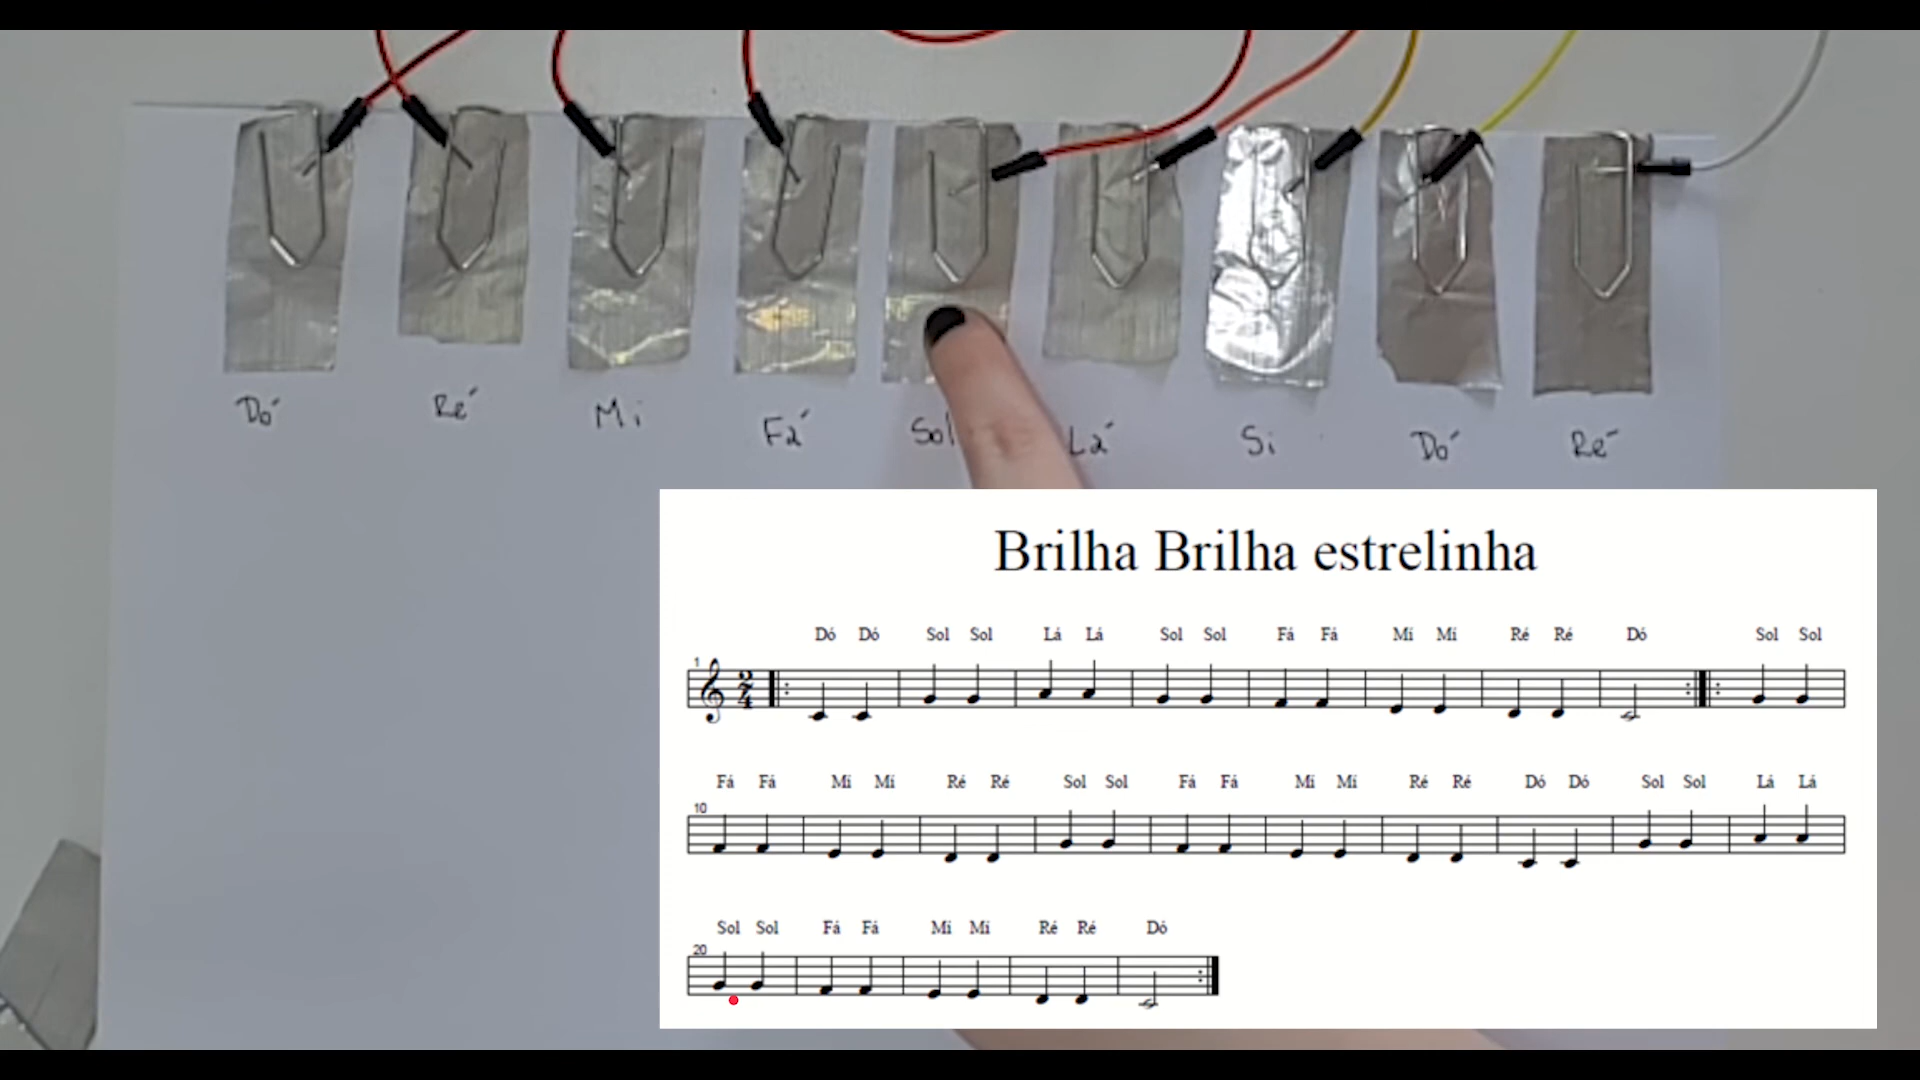 Dó Ré Mi Fá Sol Lá Si Dó Ré
Brilha Brilha estrelinha
Dó Dó Sol Sol Lá Lá Sol Sol Fá Fá Mi Mi Ré Ré Dó Sol Sol
1
2
4
Fá Fá Mi Mi Ré Ré Sol Sol Fá Fá Mi Mi Ré Ré Dó Dó Sol Sol Lá Lá
10
Sol Sol Fá Fá Mi Mi Ré Ré Dó
20